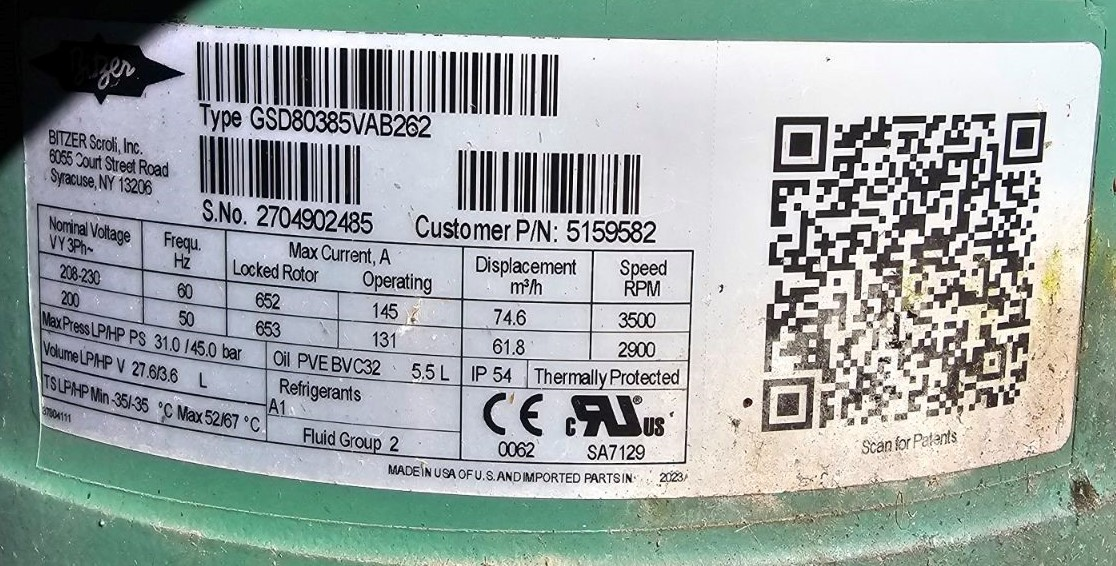 Bitzer
Type GSD80385VAB262
BITZER Scroll, Inc.
6055 Court Street Road
Syracuse, NY 13206
S.No. 2704902485 Customer P/N: 5159582
Nominal Voltage V Y 3Ph~ Frequ. Hz Max Current, A Locked Rotor Operating Displacement m³/h Speed RPM
208-230 60 652 145 74.6 3500
200 50 653 131 61.8 2900
Max Press LP/HP PS 31.0 / 45.0 bar Oil PVE BVC32 5.5 L IP 54 Thermally Protected
Volume LP/HP V 27.6/3.6 L Refrigerants
A1
TS LP/HP Min -35/-35 °C Max 52/67 °C Fluid Group 2
CE 0062
c RU® US SA7129
37904111
MADE IN USA OF U.S. AND IMPORTED PARTS IN 2023
Scan for Patents